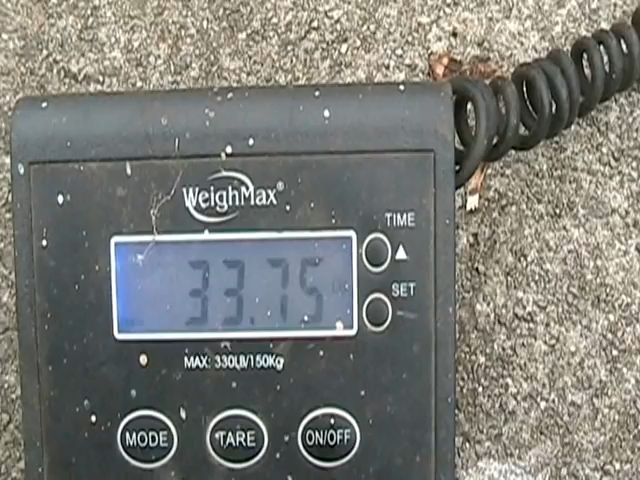 WeighMax®
TIME
33.75
SET
MAX: 330LB/150Kg
MODE
TARE
ON/OFF